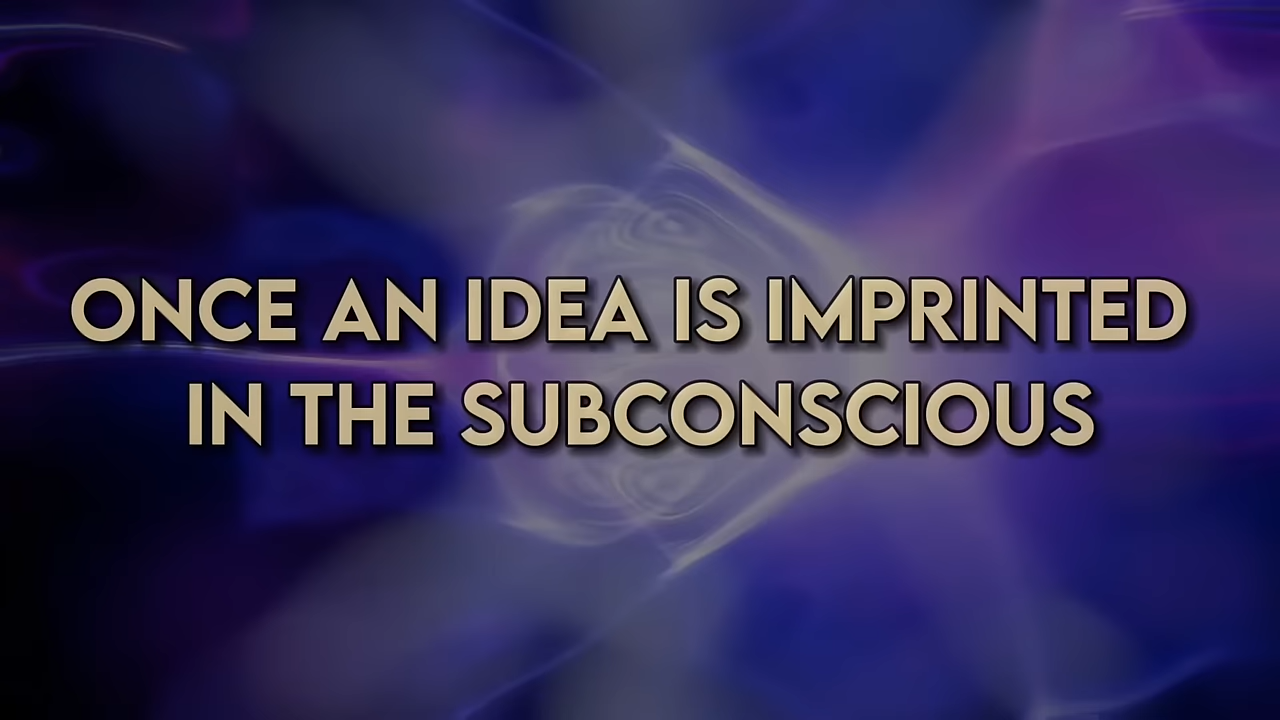 ONCE AN IDEA IS IMPRINTED
IN THE SUBCONSCIOUS